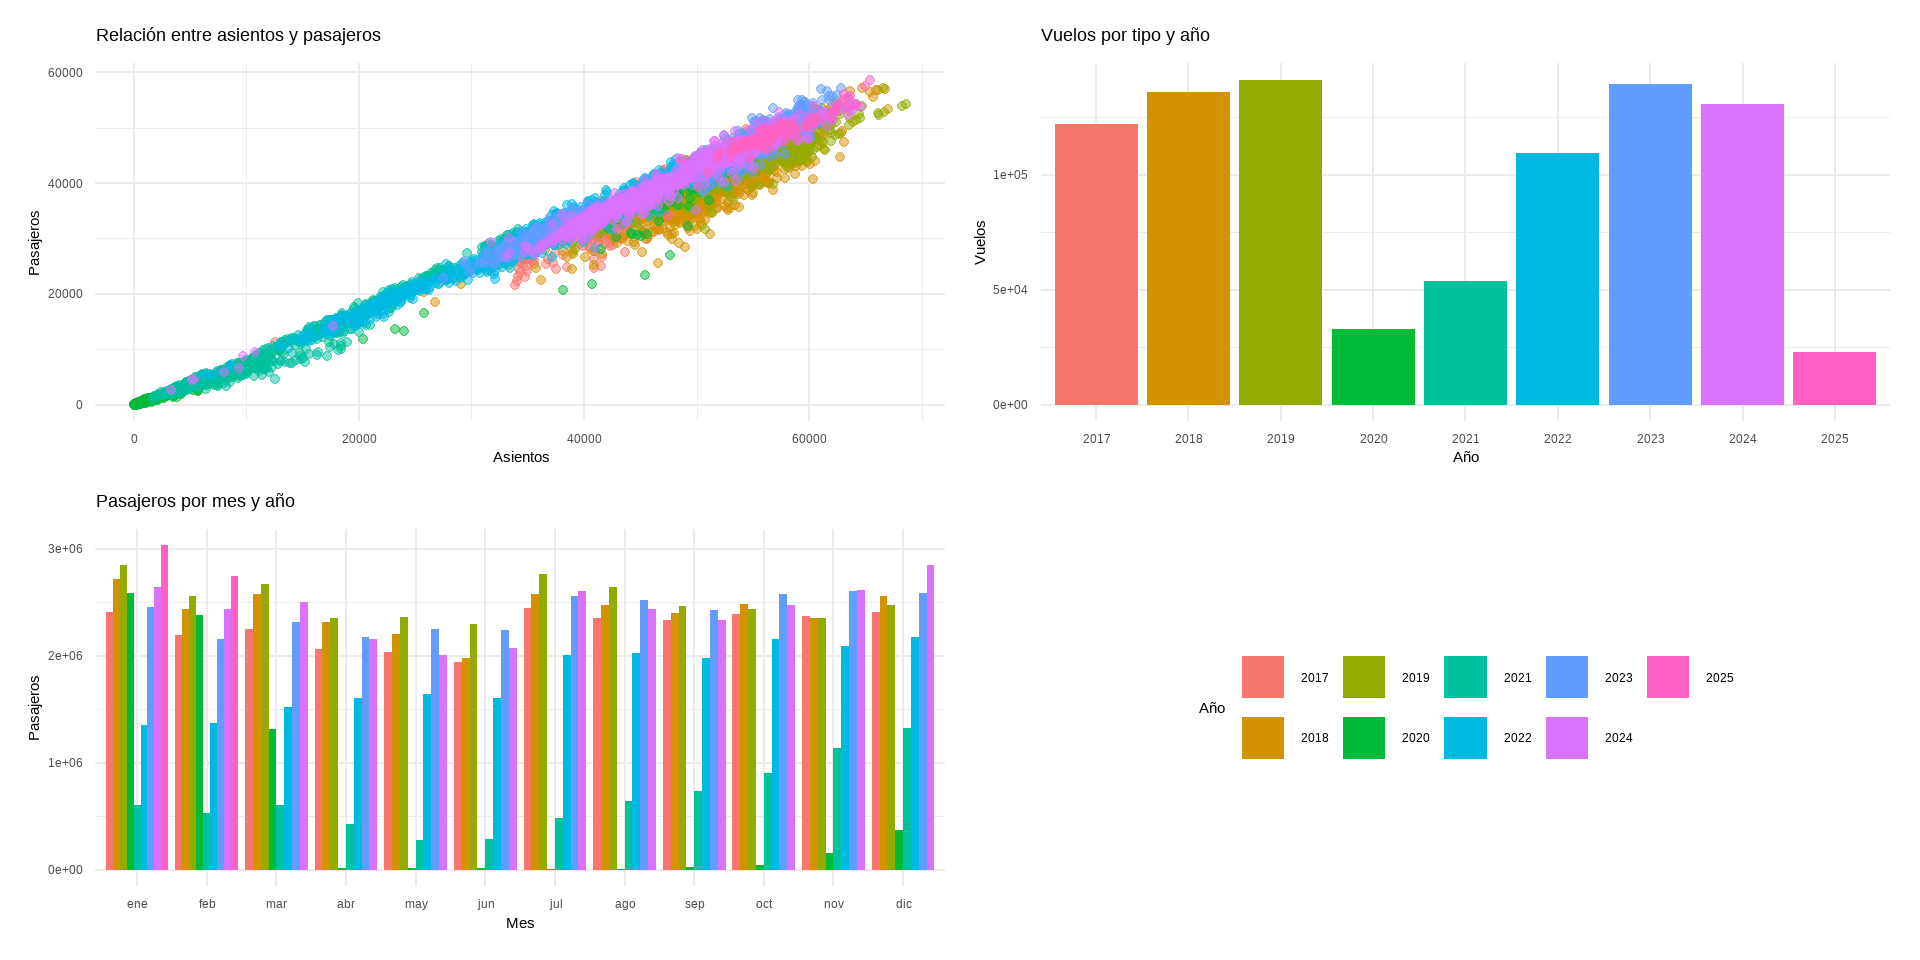 Relación entre asientos y pasajeros
60000
40000
20000
0
Pasajeros
0 20000 40000 60000
Asientos
Vuelos por tipo y año
1e+05
5e+04
0e+00
Vuelos
2017 2018 2019 2020 2021 2022 2023 2024 2025
Año
Pasajeros por mes y año
3e+06
2e+06
1e+06
0e+00
Pasajeros
ene feb mar abr may jun jul ago sep oct nov dic
Mes
Año
2017 2019 2021 2023 2025
2018 2020 2022 2024